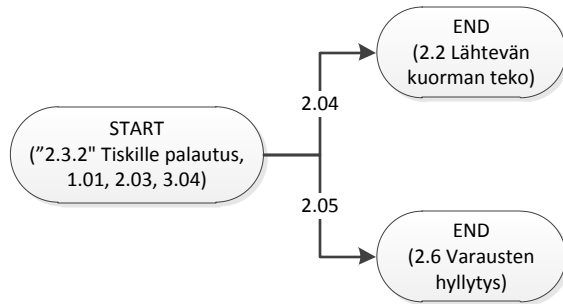 END
(2.2 Lähtevän
kuorman teko)
2.04
START
(”2.3.2" Tiskille palautus,
1.01, 2.03, 3.04)
2.05
END
(2.6 Varausten
hyllytys)